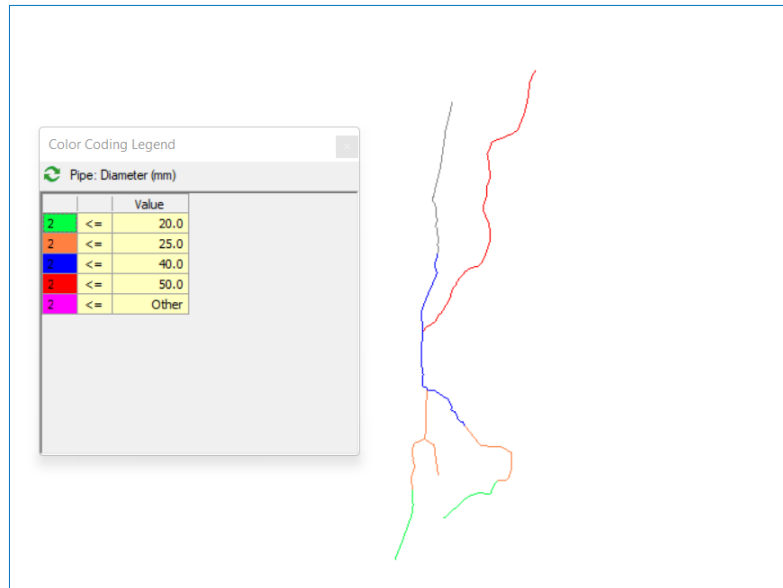 Color Coding Legend
Pipe: Diameter (mm)
Value
2 <= 20.0
2 <= 25.0
2 <= 40.0
2 <= 50.0
2 <= Other